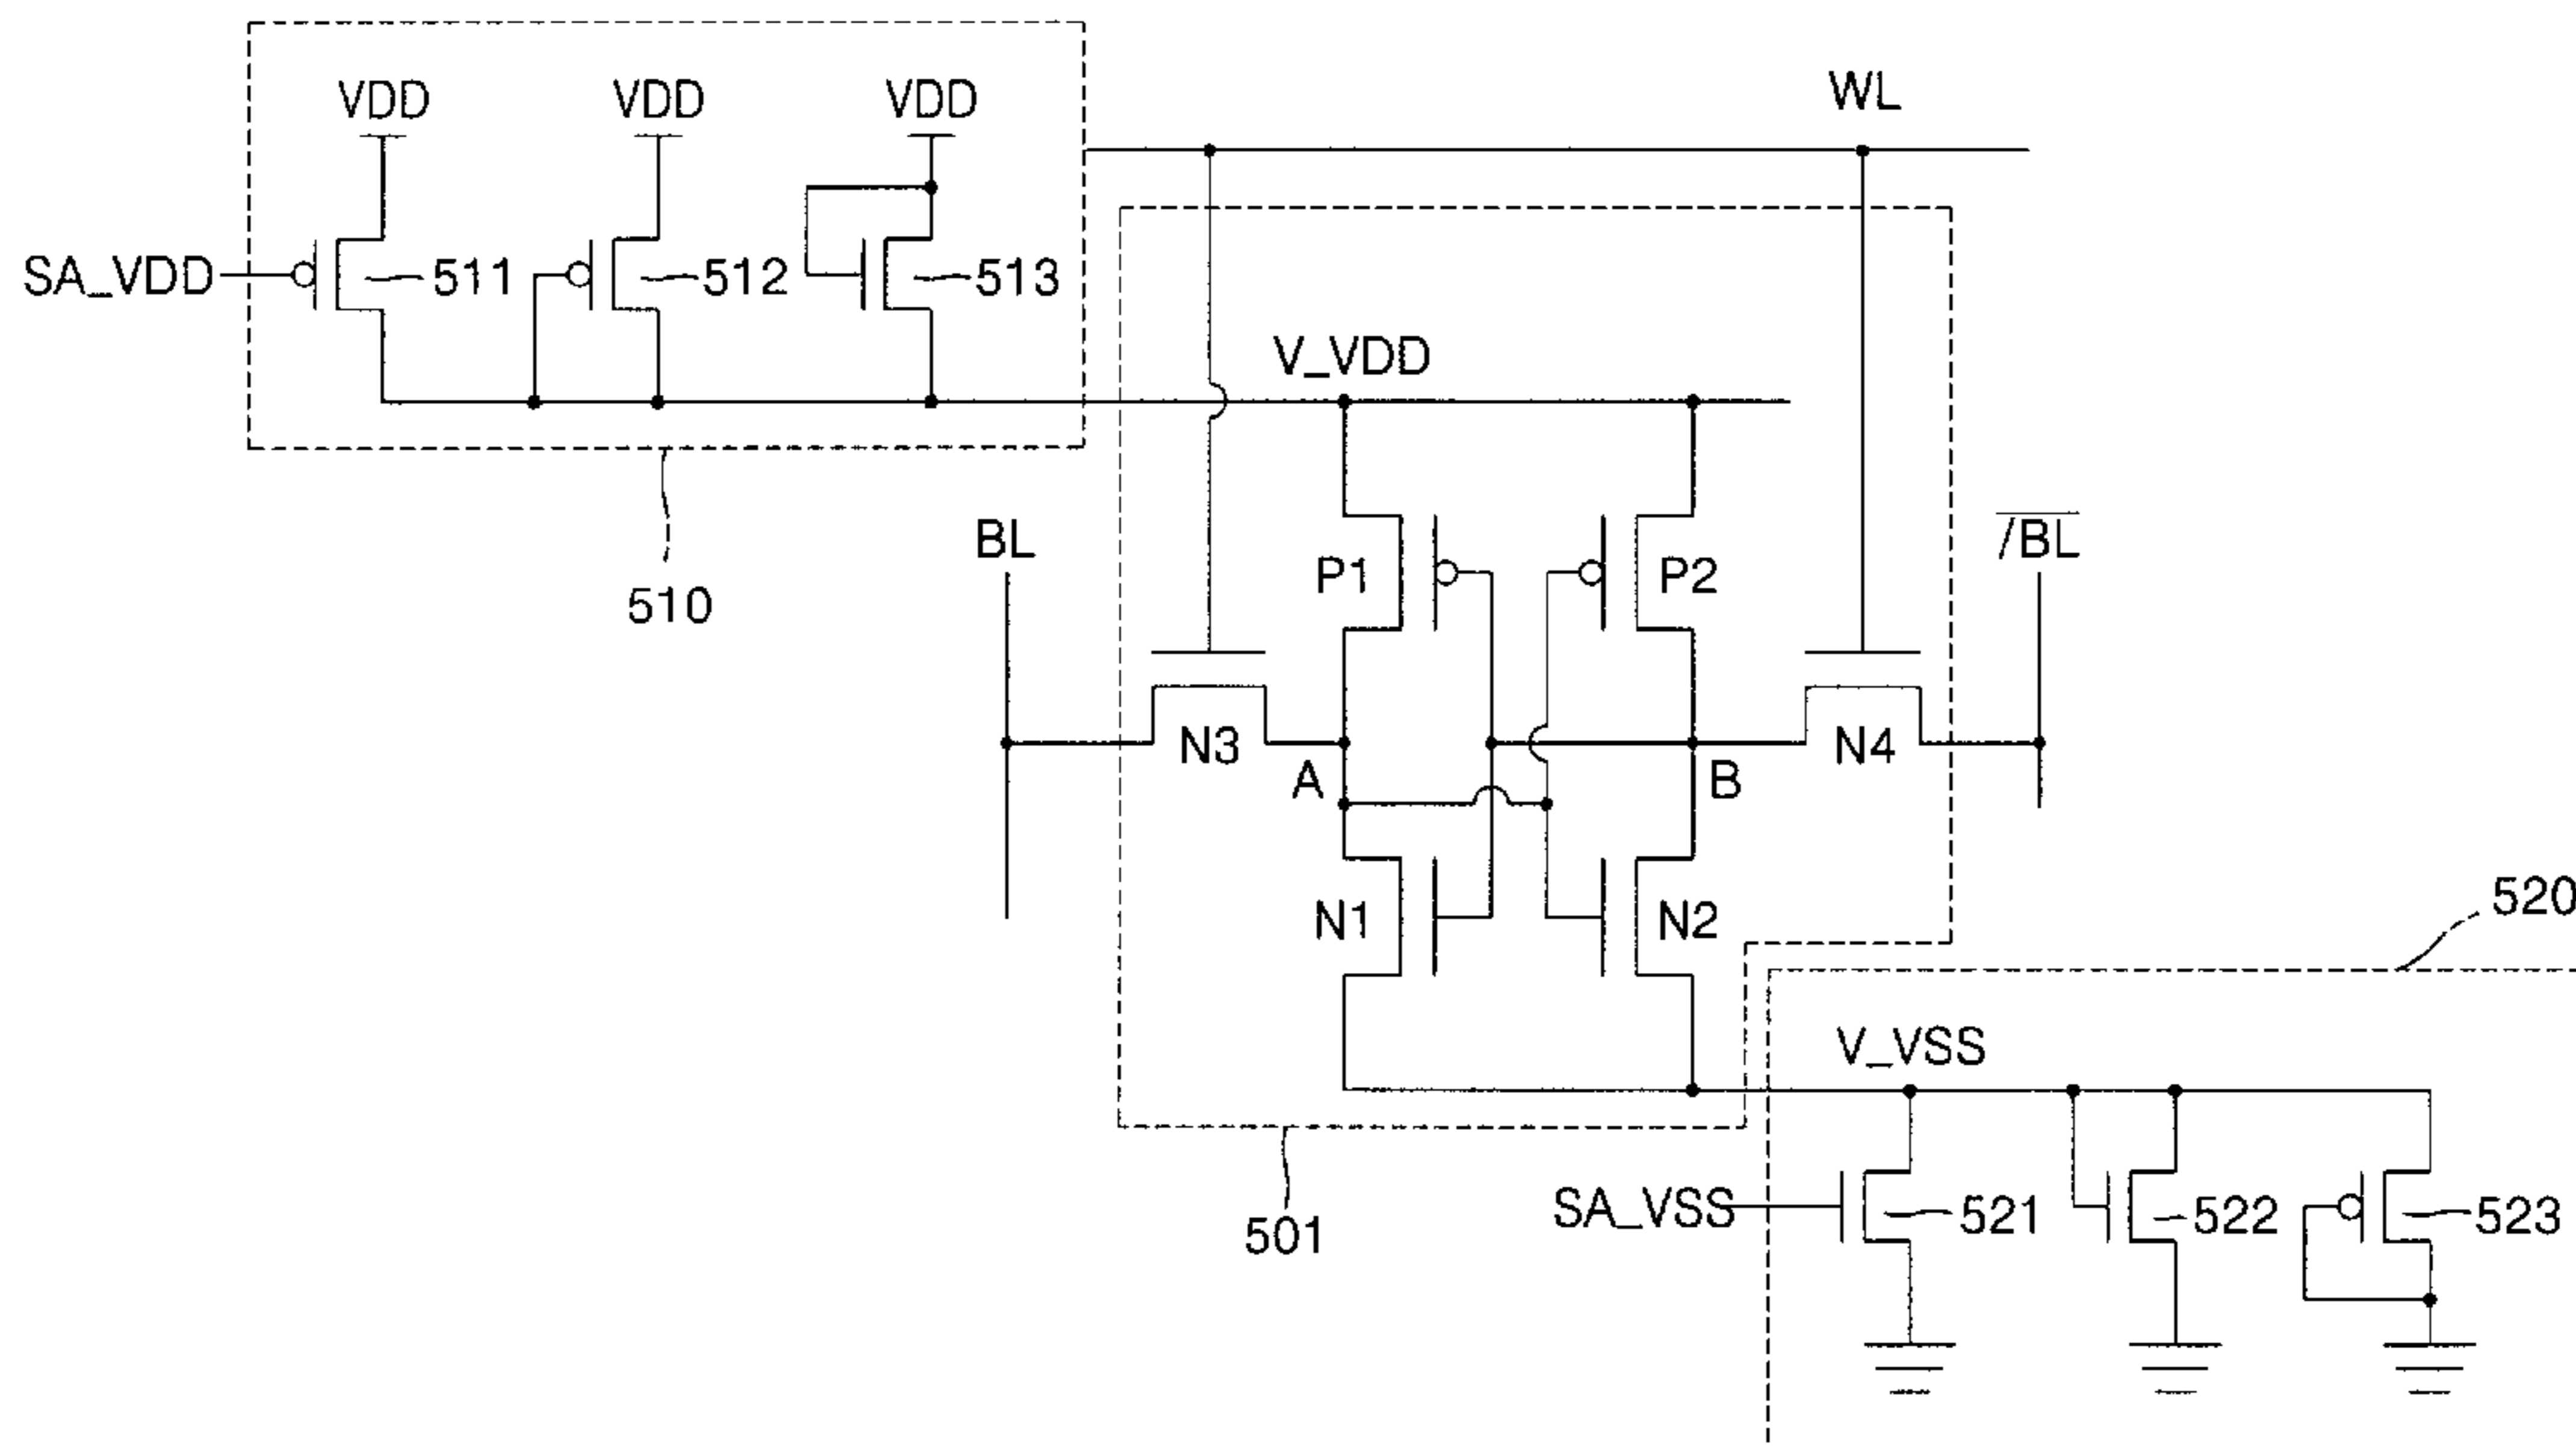 VDD
VDD
VDD
WL
SA_VDD
511
512
513
V_VDD
BL
/BL
P1
P2
510
N3
N4
A
B
N1
N2
520
V_VSS
501
SA_VSS
521
522
523